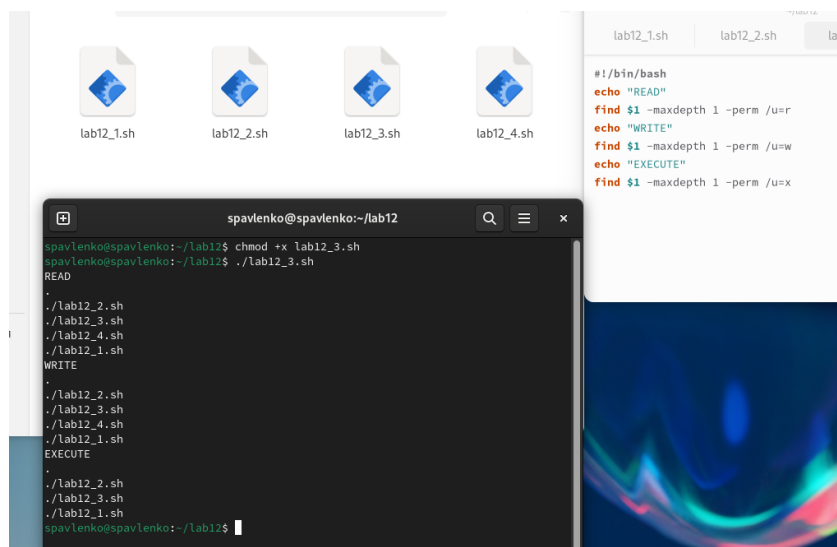 ~/lab12
lab12_1.sh lab12_2.sh la
lab12_1.sh lab12_2.sh lab12_3.sh lab12_4.sh
#!/bin/bash
echo "READ"
find $1 -maxdepth 1 -perm /u=r
echo "WRITE"
find $1 -maxdepth 1 -perm /u=w
echo "EXECUTE"
find $1 -maxdepth 1 -perm /u=x
spavlenko@spavlenko:~/lab12
spavlenko@spavlenko:~/lab12$ chmod +x lab12_3.sh
spavlenko@spavlenko:~/lab12$ ./lab12_3.sh
READ
.
./lab12_2.sh
./lab12_3.sh
./lab12_4.sh
./lab12_1.sh
WRITE
.
./lab12_2.sh
./lab12_3.sh
./lab12_4.sh
./lab12_1.sh
EXECUTE
.
./lab12_2.sh
./lab12_3.sh
./lab12_1.sh
spavlenko@spavlenko:~/lab12$